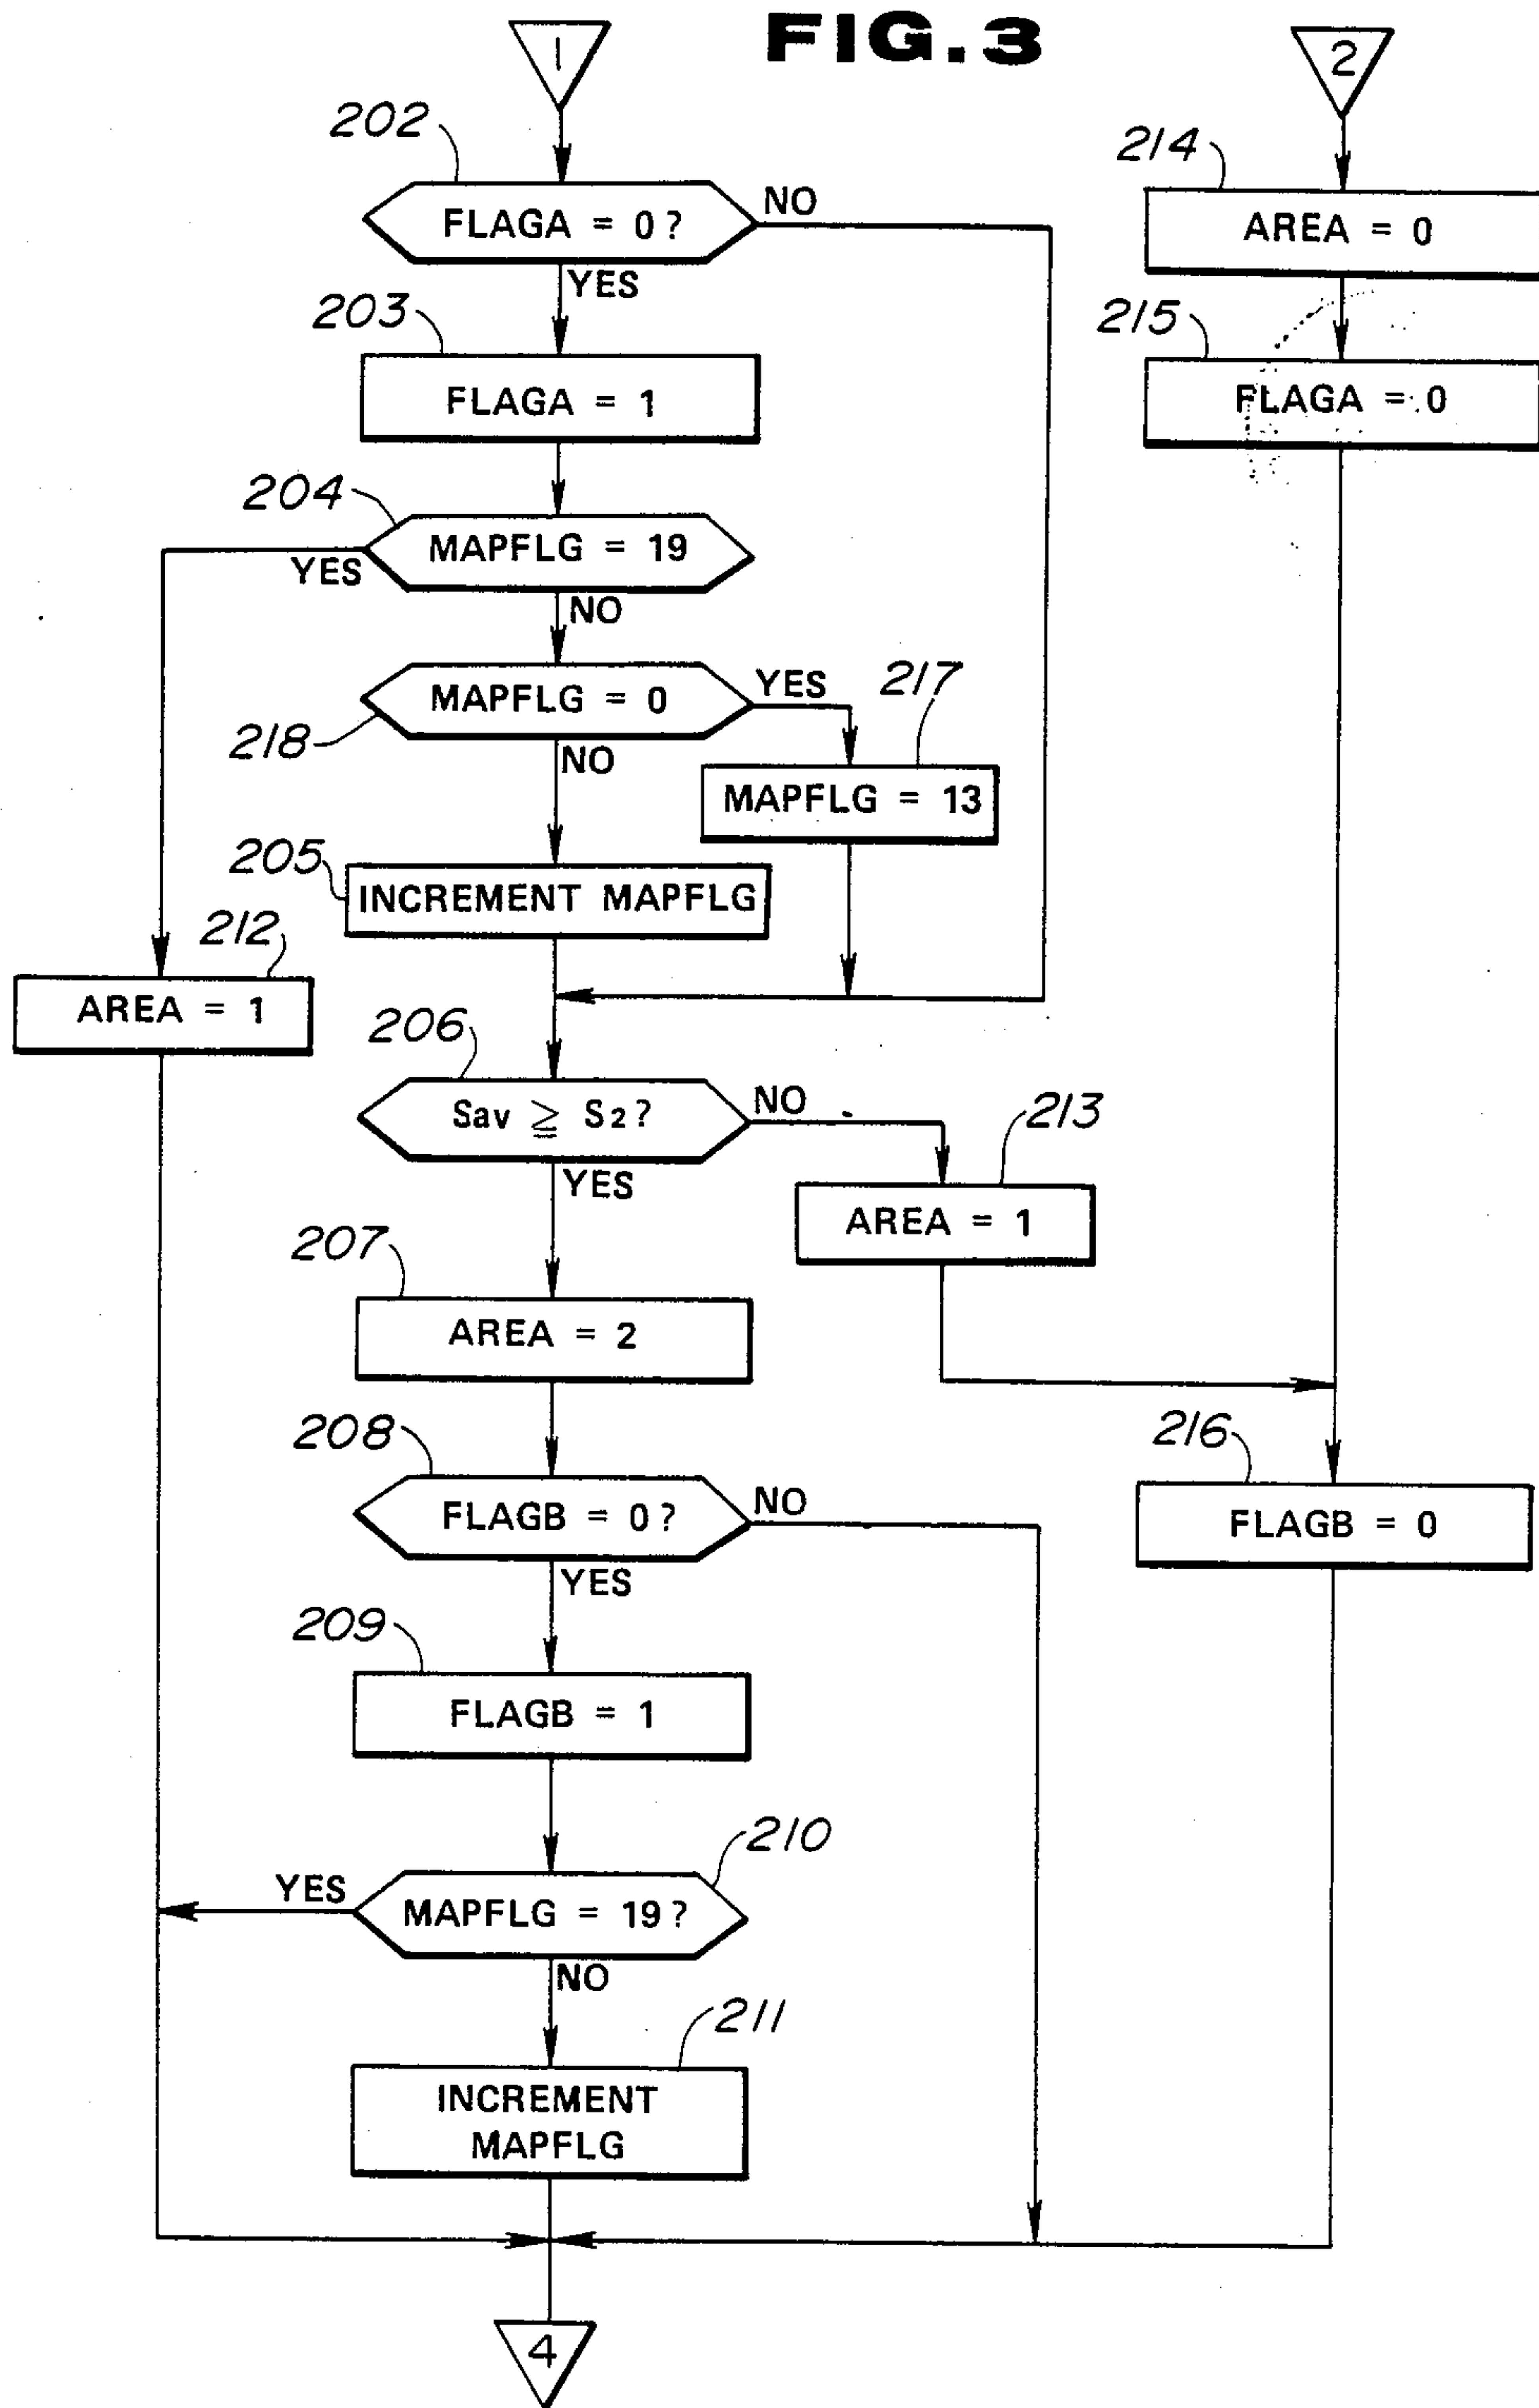 FIG.3
1
2
202
FLAGA = 0?
NO
YES
214
AREA = 0
203
FLAGA = 1
215
FLAGA = 0
204
MAPFLG = 19
YES
NO
218
MAPFLG = 0
YES
NO
217
MAPFLG = 13
205
INCREMENT MAPFLG
212
AREA = 1
206
Sav ≧ S2?
NO
YES
213
AREA = 1
207
AREA = 2
208
FLAGB = 0?
NO
YES
216
FLAGB = 0
209
FLAGB = 1
210
YES
MAPFLG = 19?
NO
211
INCREMENT
MAPFLG
4